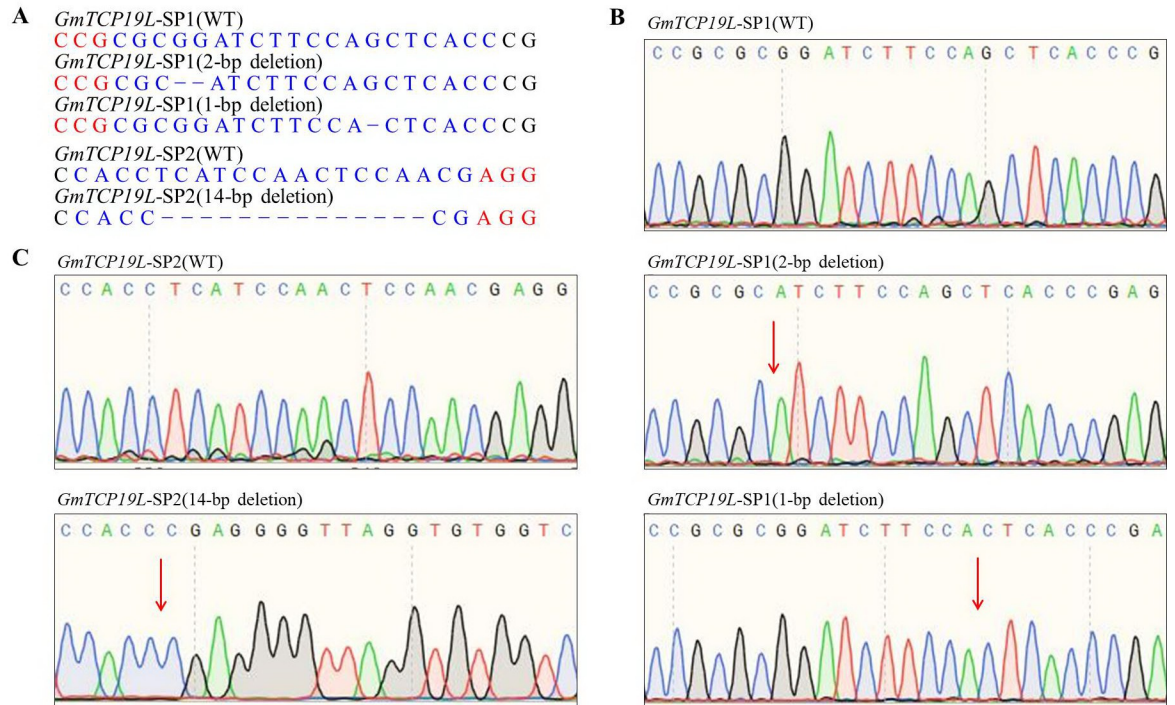 A
GmTCP19L-SP1(WT)
CCGCGCGGATCTTCCAGCTCACCCG
GmTCP19L-SP1(2-bp deletion)
CCGCGC--ATCTTCCAGCTCACCCG
GmTCP19L-SP1(1-bp deletion)
CCGCGCGGATCTTCCA-CTCACCCG
GmTCP19L-SP2(WT)
CCACCTCATCCAACTCCAACGAGG
GmTCP19L-SP2(14-bp deletion)
CCACC--------------CGAGG
B
GmTCP19L-SP1(WT)
CCGCGCGGATCTTCCAGCTCACCCG
GmTCP19L-SP1(2-bp deletion)
CCGCGCATCTTCCAGCTCACCCGAG
GmTCP19L-SP1(1-bp deletion)
CCGCGCGGATCTTCCACTCACCCGA
C
GmTCP19L-SP2(WT)
CCACCTCATCCAACTCCAACGAGG
GmTCP19L-SP2(14-bp deletion)
CCACCCGAGGGGTTAGGTGTGGTC